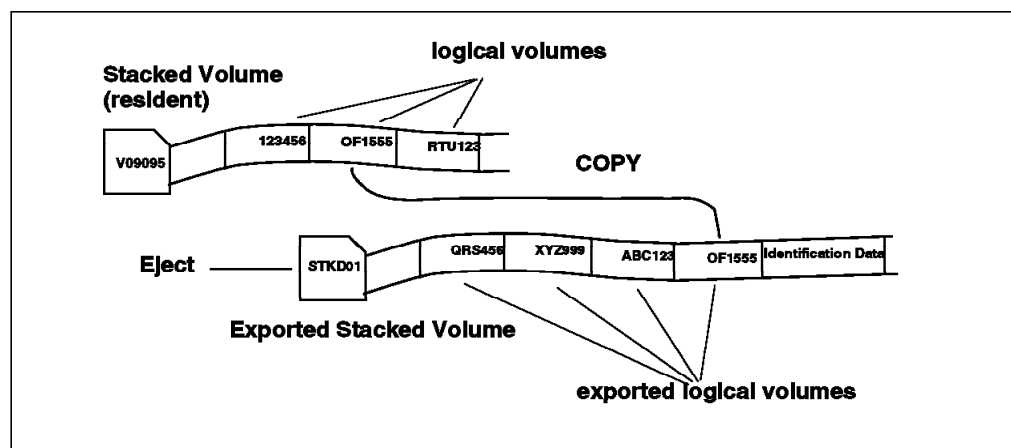 logical volumes
Stacked Volume
(resident)
V09095
123456
OF1555
RTU123
COPY
Eject
STKD01
QRS456
XYZ999
ABC123
OF1555
Identification Data
Exported Stacked Volume
exported logical volumes